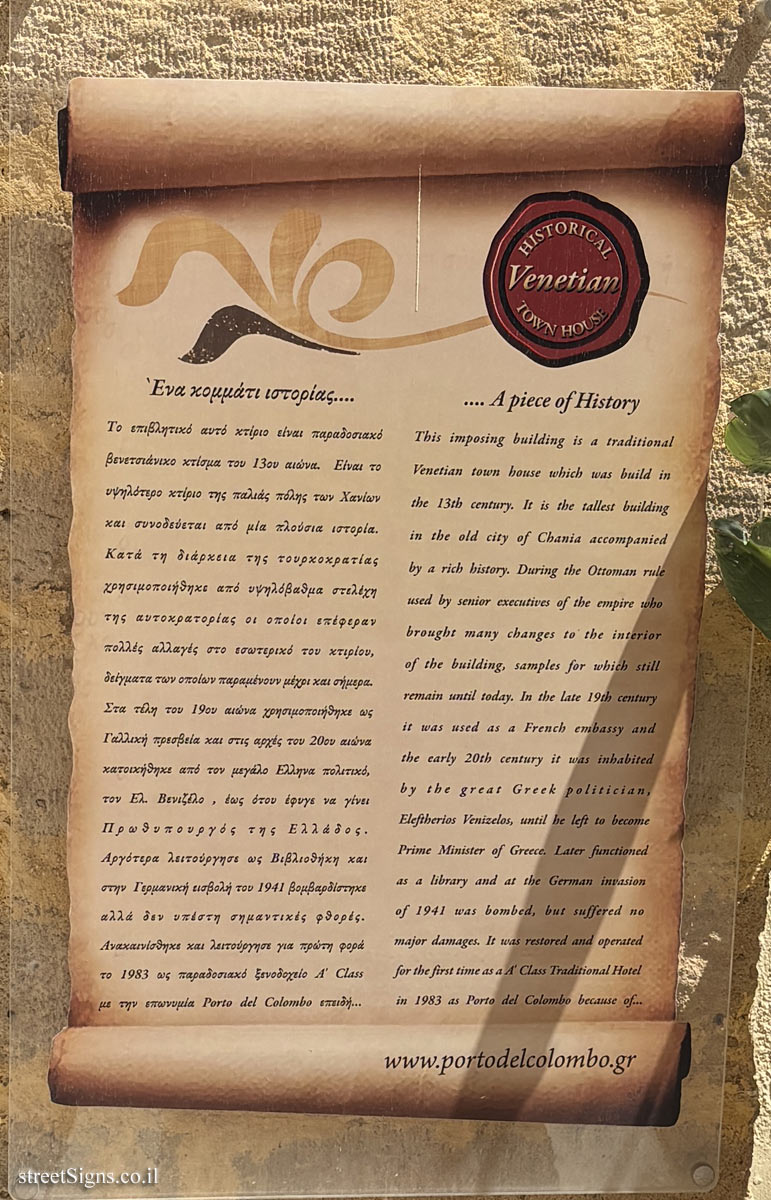 HISTORICAL
Venetian
TOWN HOUSE
`Ενα κομμάτι ιστορίας....
Το επιβλητικό αυτό κτίριο είναι παραδοσιακό
βενετσιάνικο κτίσμα του 13ου αιώνα. Είναι το
υψηλότερο κτίριο της παλιάς πόλης των Χανίων
και συνοδεύεται από μία πλούσια ιστορία.
Κατά τη διάρκεια της τουρκοκρατίας
χρησιμοποιήθηκε από υψηλόβαθμα στελέχη
της αυτοκρατορίας οι οποίοι επέφεραν
πολλές αλλαγές στο εσωτερικό του κτιρίου,
δείγματα των οποίων παραμένουν μέχρι και σήμερα.
Στα τέλη του 19ου αιώνα χρησιμοποιήθηκε ως
Γαλλική πρεσβεία και στις αρχές του 20ου αιώνα
κατοικήθηκε από τον μεγάλο Ελληνα πολιτικό,
τον Ελ. Βενιζέλο , έως ότου έφυγε να γίνει
Πρωθυπουργός της Ελλάδος.
Αργότερα λειτούργησε ως Βιβλιοθήκη και
στην Γερμανική εισβολή του 1941 βομβαρδίστηκε
αλλά δεν υπέστη σημαντικές φθορές.
Ανακαινίσθηκε και λειτούργησε για πρώτη φορά
το 1983 ως παραδοσιακό ξενοδοχείο Α' Class
με την επωνυμία Porto del Colombo επειδή...
.... A piece of History
This imposing building is a traditional
Venetian town house which was build in
the 13th century. It is the tallest building
in the old city of Chania accompanied
by a rich history. During the Ottoman rule
used by senior executives of the empire who
brought many changes to the interior
of the building, samples for which still
remain until today. In the late 19th century
it was used as a French embassy and
the early 20th century it was inhabited
by the great Greek politician,
Eleftherios Venizelos, until he left to become
Prime Minister of Greece. Later functioned
as a library and at the German invasion
of 1941 was bombed, but suffered no
major damages. It was restored and operated
for the first time as a A' Class Traditional Hotel
in 1983 as Porto del Colombo because of...
www.portodelcolombo.gr
streetSigns.co.il